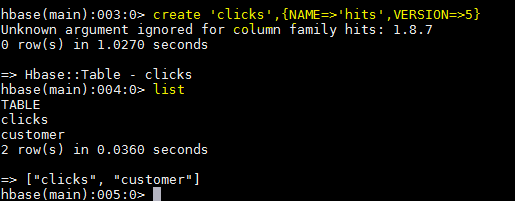 hbase(main):003:0> create 'clicks',{NAME=>'hits',VERSION=>5}
Unknown argument ignored for column family hits: 1.8.7
0 row(s) in 1.0270 seconds
=> Hbase::Table - clicks
hbase(main):004:0> list
TABLE
clicks
customer
2 row(s) in 0.0360 seconds
=> ["clicks", "customer"]
hbase(main):005:0>